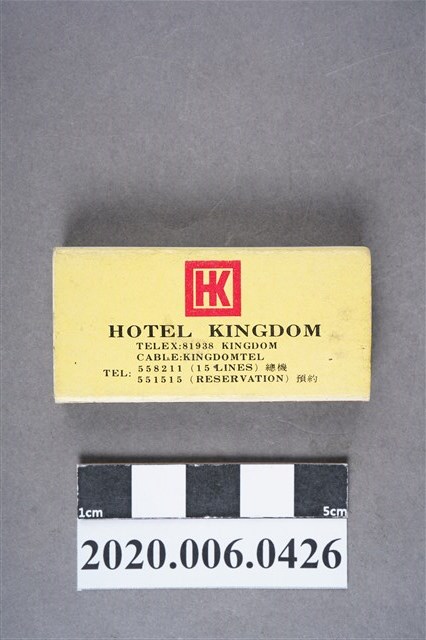 HK
HOTEL KINGDOM
TELEX:81938 KINGDOM
CABLE:KINGDOMTEL
TEL: 558211 (15 LINES) 總機
551515 (RESERVATION) 預約
1cm 5cm
2020.006.0426